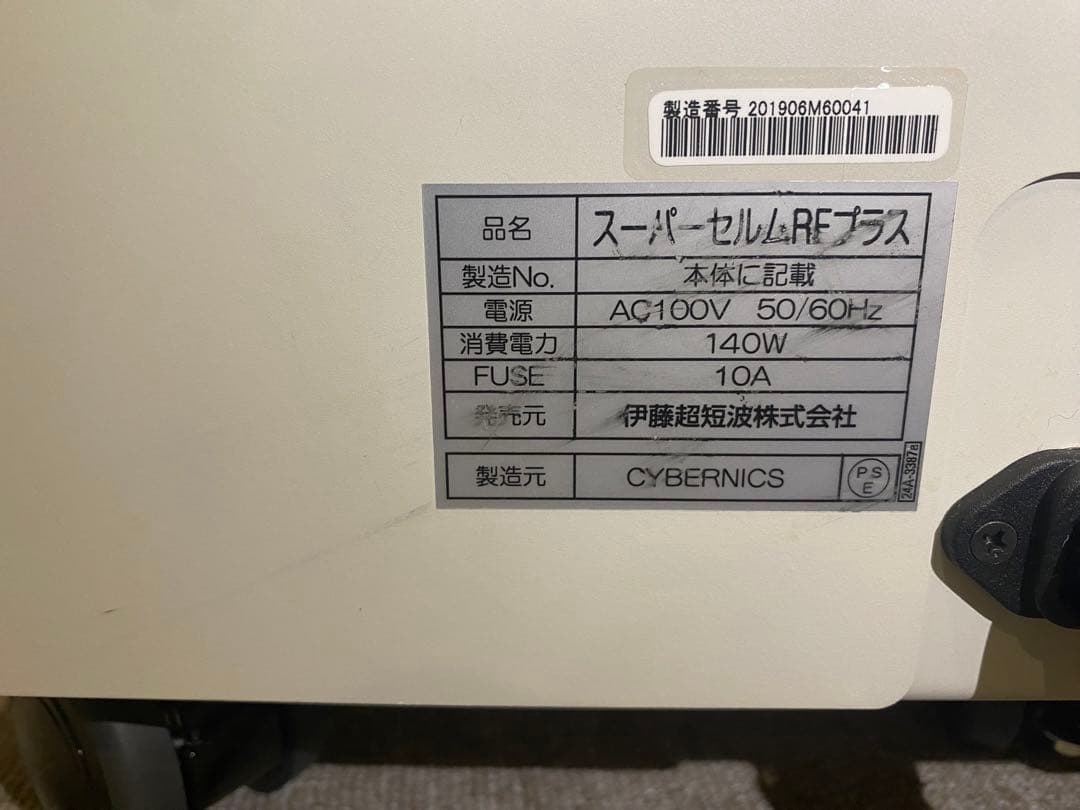 製造番号 201906M60041
品名 スーパーセルムRFプラス
製造No. 本体に記載
電源 AC100V 50/60Hz
消費電力 140W
FUSE 10A
発売元 伊藤超短波株式会社
製造元 CYBERNICS PSE
24A-3387a